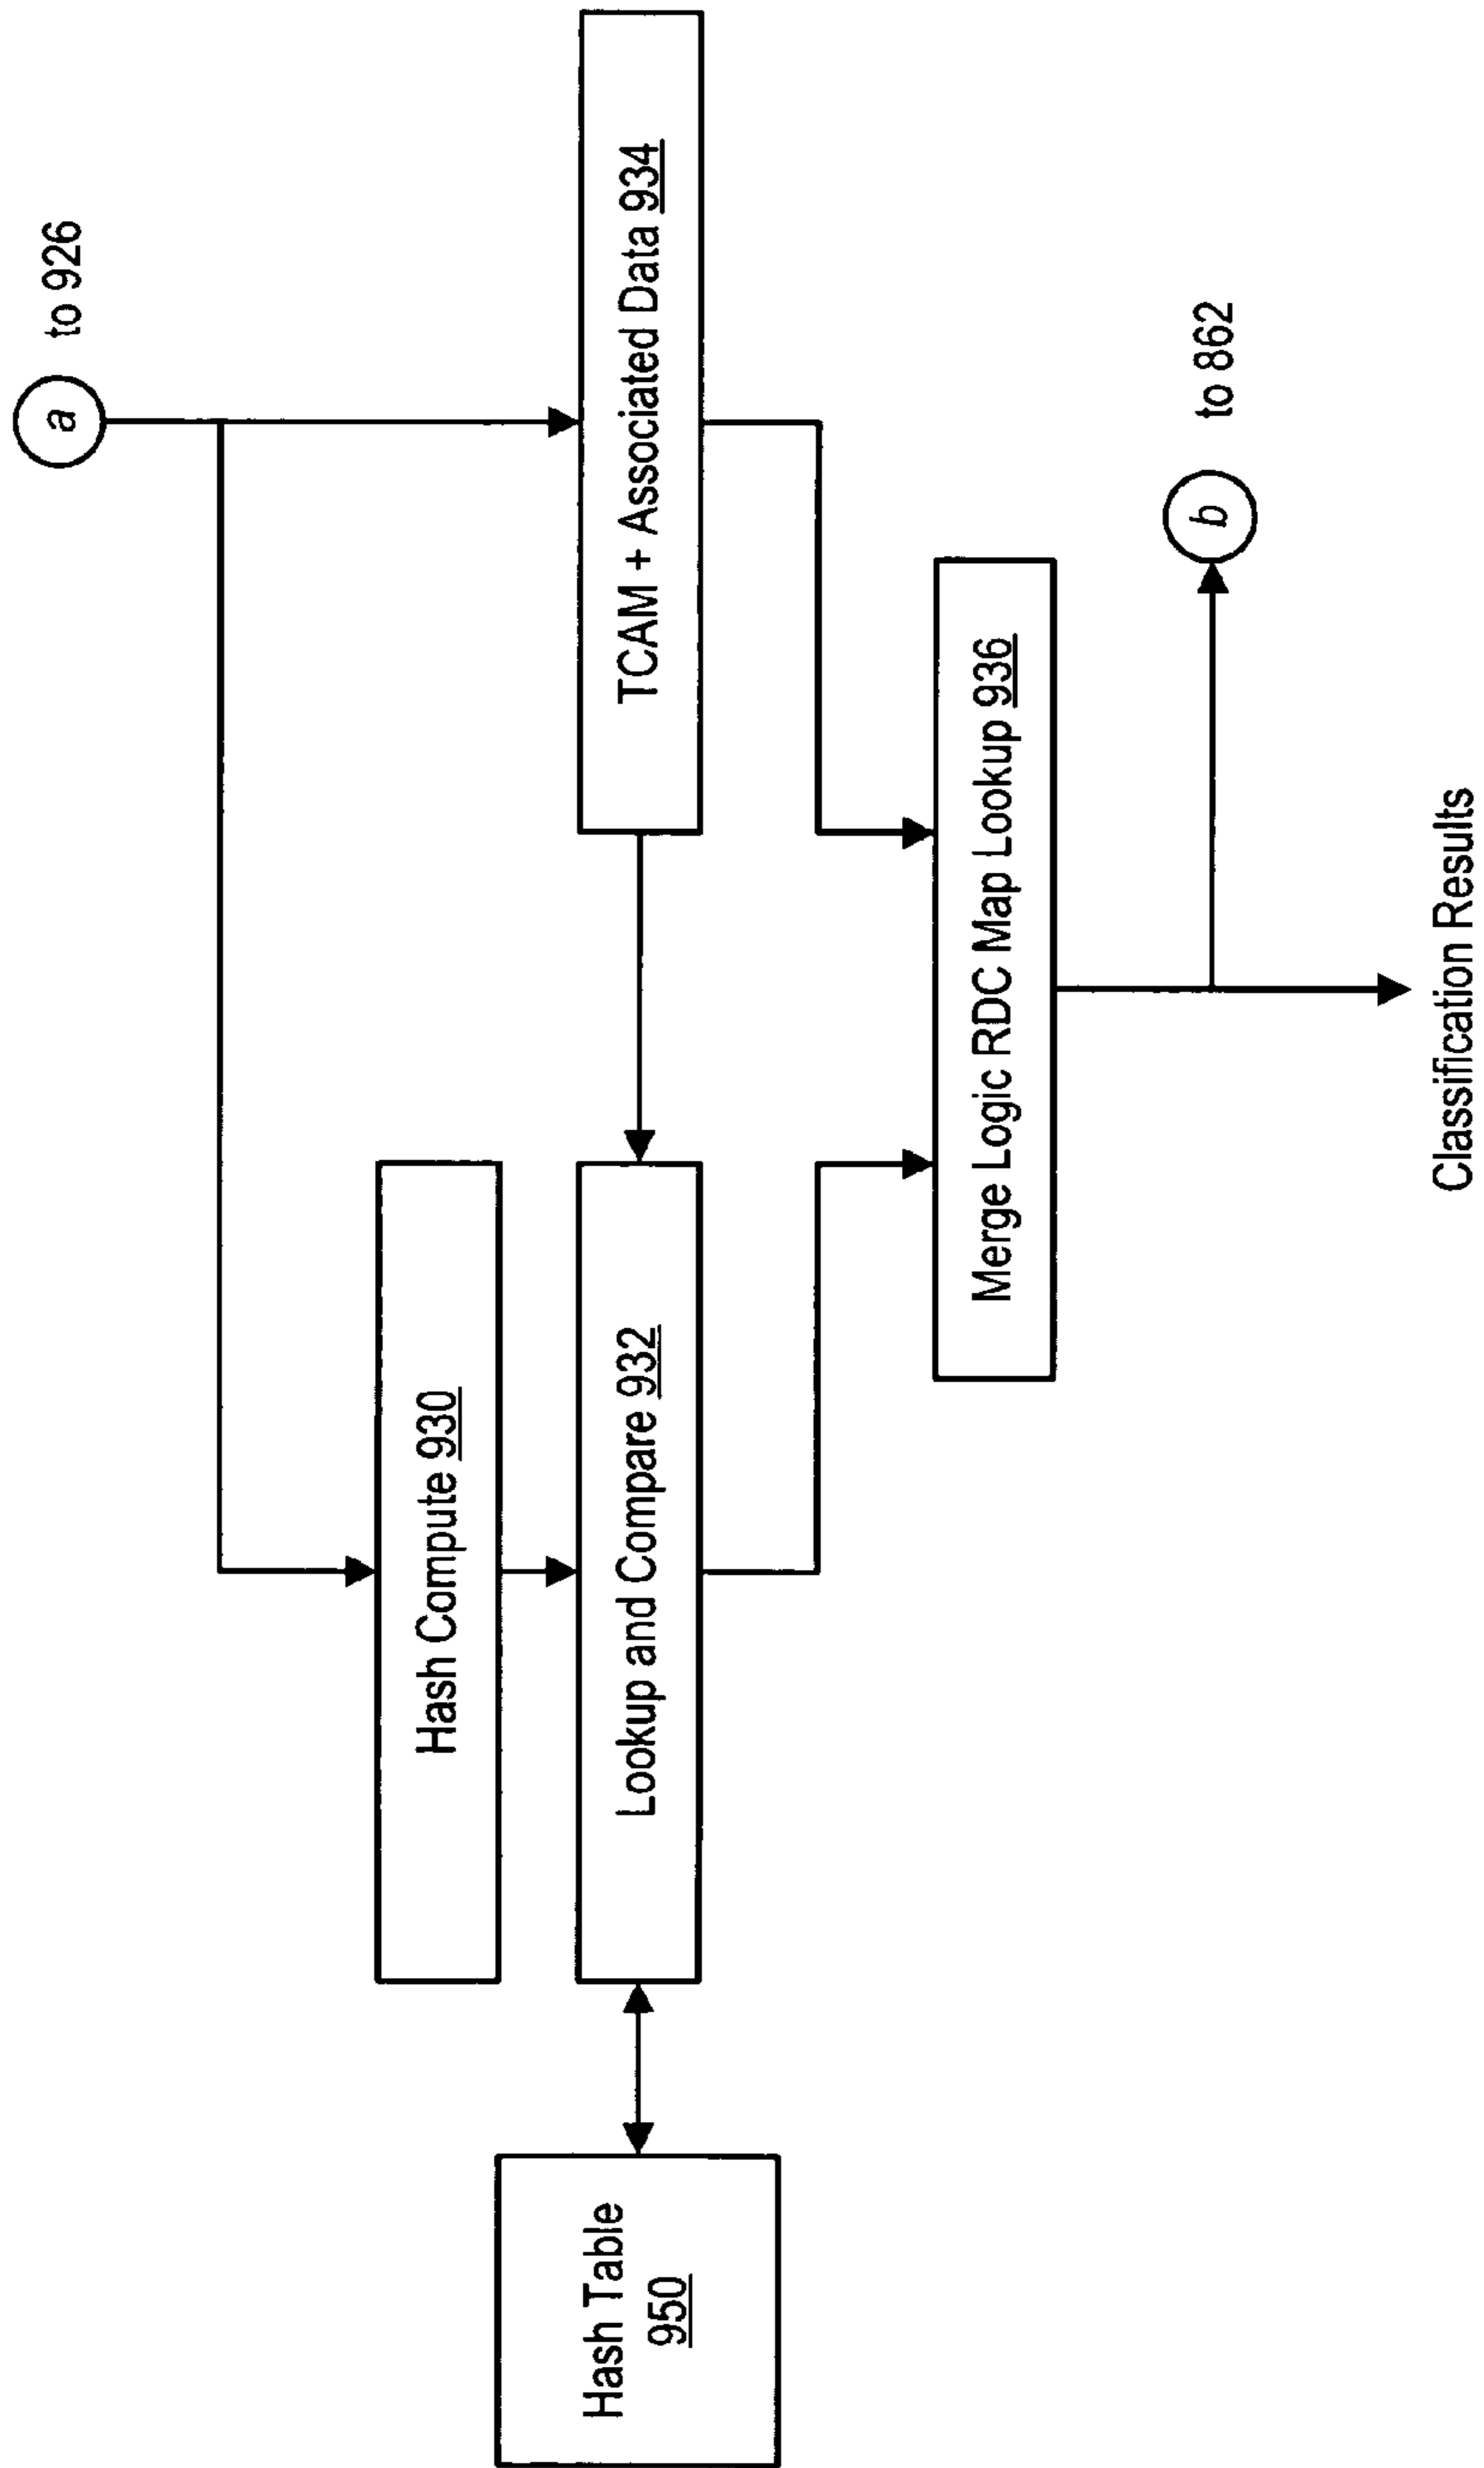 a
to 926
Hash Compute 930
Hash Table
950
Lookup and Compare 932
TCAM + Associated Data 934
Merge Logic RDC Map Lookup 936
b
to 862
Classification Results